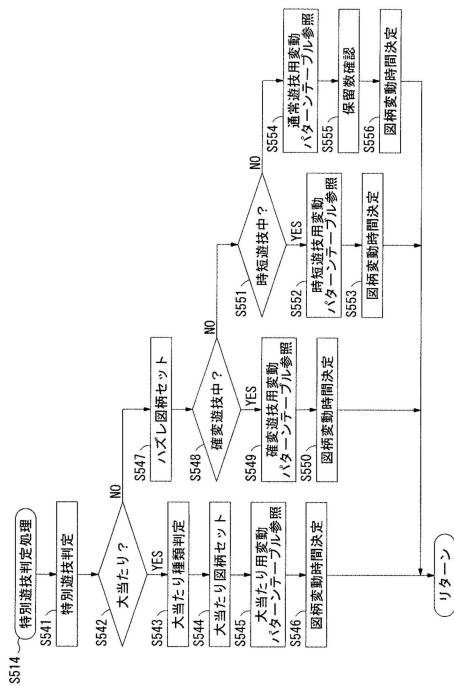 S514
特別遊技判定処理
S541
特別遊技判定
S542
大当たり?
YES
NO
S543
大当たり種類判定
S544
大当たり図柄セット
S545
大当たり用変動
パターンテーブル参照
S546
図柄変動時間決定
S547
ハズレ図柄セット
S548
確変遊技中?
YES
NO
S549
確変遊技用変動
パターンテーブル参照
S550
図柄変動時間決定
S551
時短遊技中?
YES
NO
S552
時短遊技用変動
パターンテーブル参照
S553
図柄変動時間決定
S554
通常遊技用変動
パターンテーブル参照
S555
保留数確認
S556
図柄変動時間決定
リターン